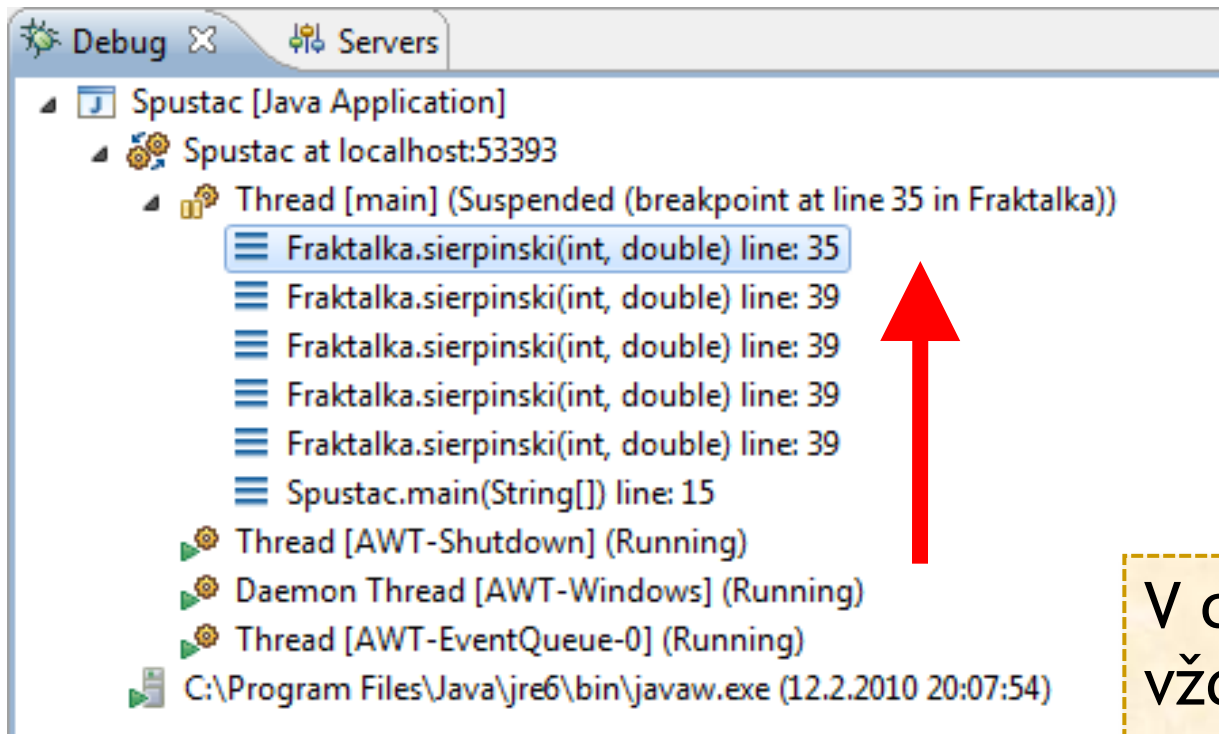 Debug Servers
Spustac [Java Application]
Spustac at localhost:53393
Thread [main] (Suspended (breakpoint at line 35 in Fraktalka))
Fraktalka.sierpinski(int, double) line: 35
Fraktalka.sierpinski(int, double) line: 39
Fraktalka.sierpinski(int, double) line: 39
Fraktalka.sierpinski(int, double) line: 39
Fraktalka.sierpinski(int, double) line: 39
Spustac.main(String[]) line: 15
Thread [AWT-Shutdown] (Running)
Daemon Thread [AWT-Windows] (Running)
Thread [AWT-EventQueue-0] (Running)
C:\Program Files\Java\jre6\bin\javaw.exe (12.2.2010 20:07:54)
V